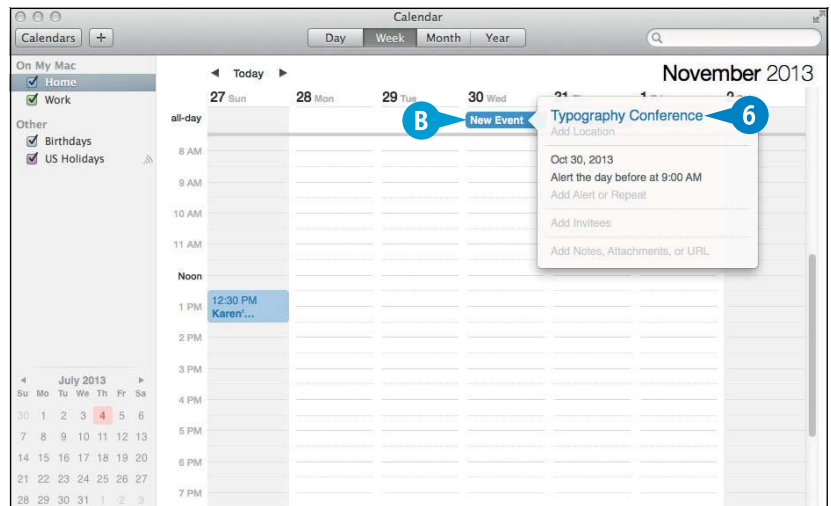 Calendar
Calendars +
Day Week Month Year
On My Mac
Home
Work
Other
Birthdays
US Holidays
Today
November 2013
27 Sun 28 Mon 29 Tue 30 Wed 31 1 2
all-day
B
New Event
Typography Conference
6
Add Location
Oct 30, 2013
Alert the day before at 9:00 AM
Add Alert or Repeat
Add Invitees
Add Notes, Attachments, or URL
8 AM
9 AM
10 AM
11 AM
Noon
12:30 PM
Karen'...
1 PM
2 PM
3 PM
4 PM
5 PM
6 PM
7 PM
July 2013
Su Mo Tu We Th Fr Sa
30 1 2 3 4 5 6
7 8 9 10 11 12 13
14 15 16 17 18 19 20
21 22 23 24 25 26 27
28 29 30 31 1 2 3